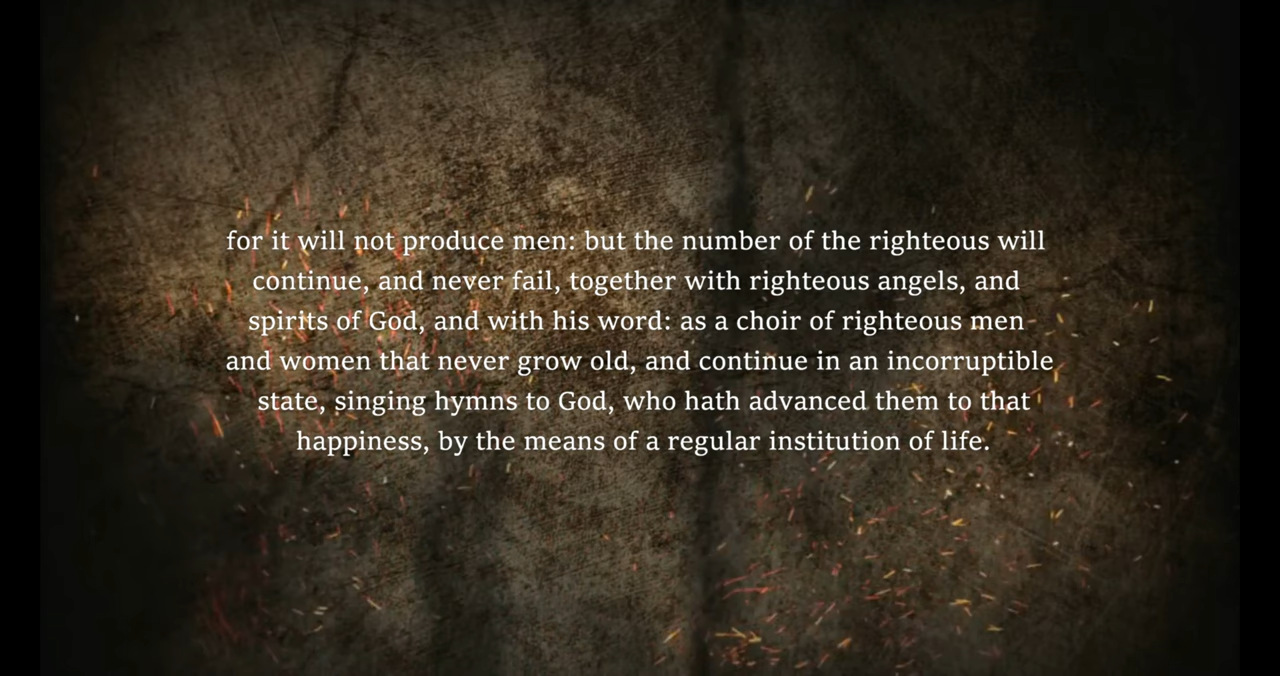 for it will not produce men: but the number of the righteous will
continue, and never fail, together with righteous angels, and
spirits of God, and with his word: as a choir of righteous men
and women that never grow old, and continue in an incorruptible
state, singing hymns to God, who hath advanced them to that
happiness, by the means of a regular institution of life.